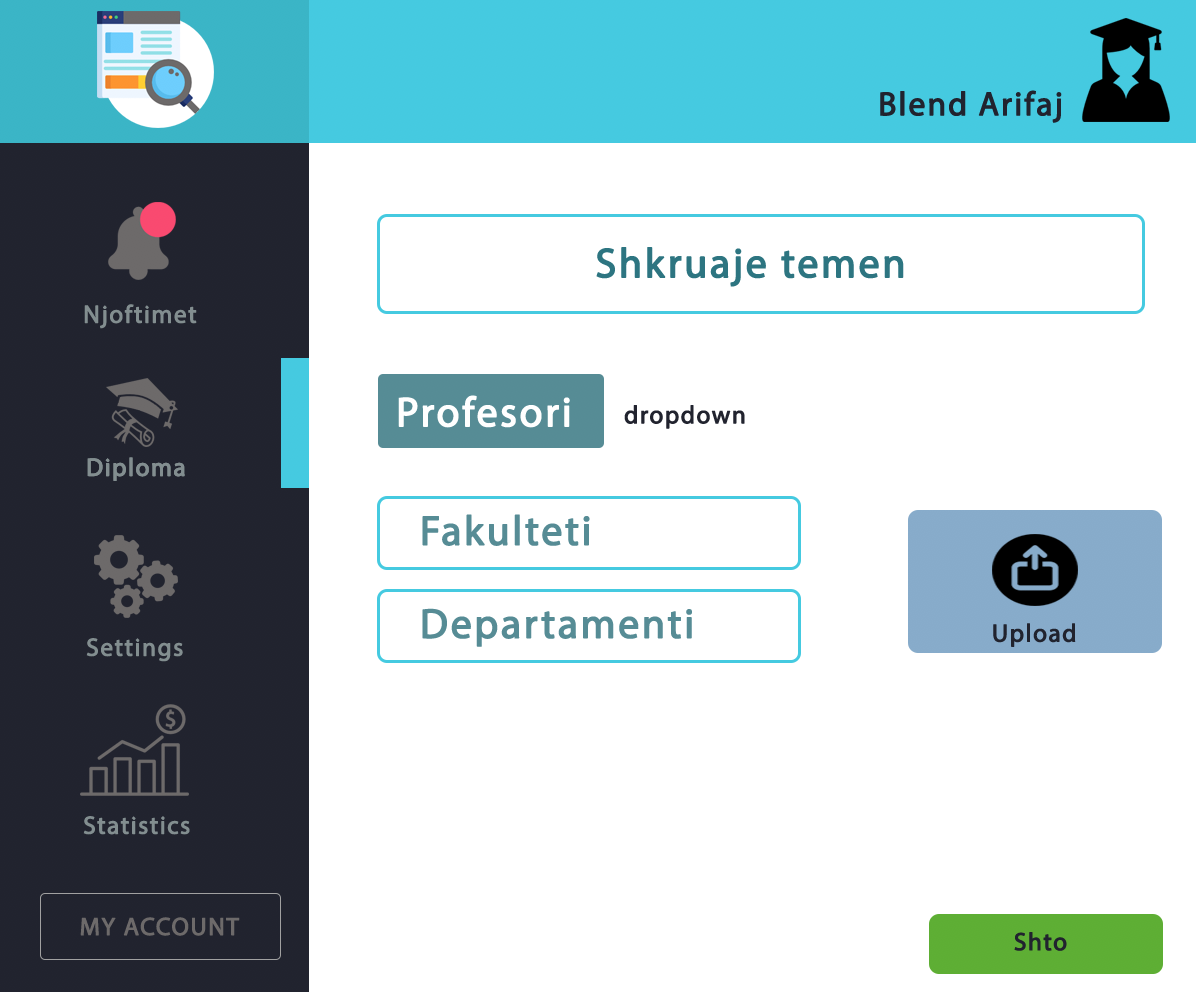 Blend Arifaj
Njoftimet
Diploma
Settings
$
Statistics
MY ACCOUNT
Shkruaje temen
Profesori
dropdown
Fakulteti
Departamenti
Upload
Shto